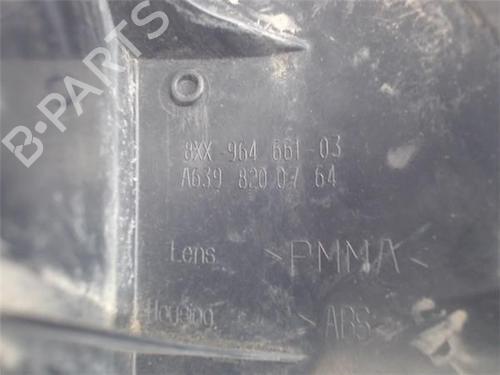 B-PARTS
8XX-964 661-03
A639 820 07 64
Lens >PMMA<
Housing >ABS<